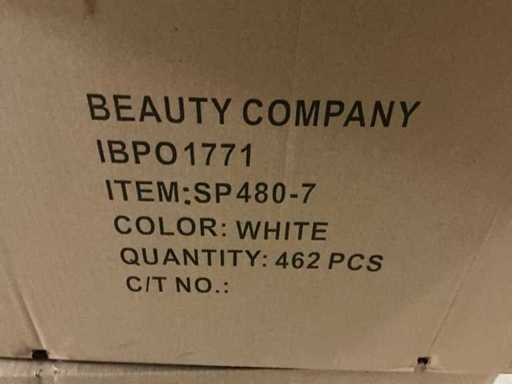 BEAUTY COMPANY
IBPO1771
ITEM:SP480-7
COLOR: WHITE
QUANTITY: 462 PCS
C/T NO.: